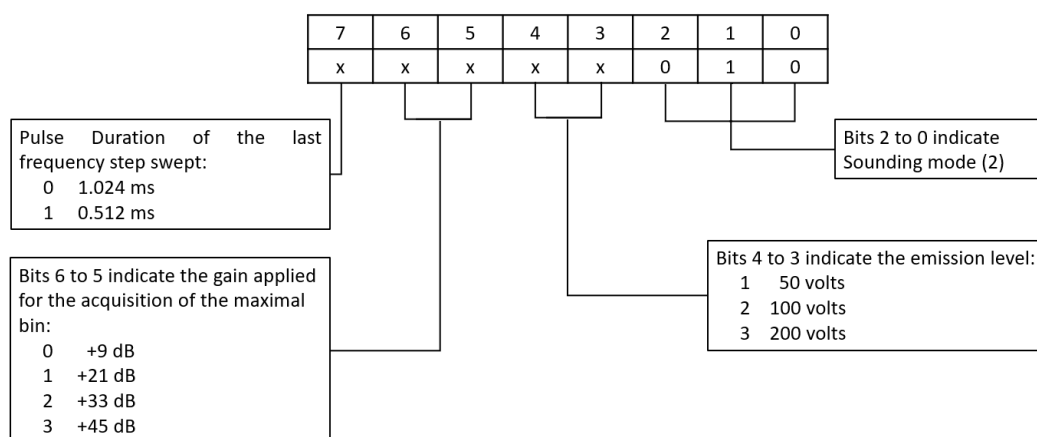 7 6 5 4 3 2 1 0
x x x x x 0 1 0
Pulse Duration of the last
frequency step swept:
0 1.024 ms
1 0.512 ms
Bits 2 to 0 indicate
Sounding mode (2)
Bits 6 to 5 indicate the gain applied
for the acquisition of the maximal
bin:
0 +9 dB
1 +21 dB
2 +33 dB
3 +45 dB
Bits 4 to 3 indicate the emission level:
1 50 volts
2 100 volts
3 200 volts